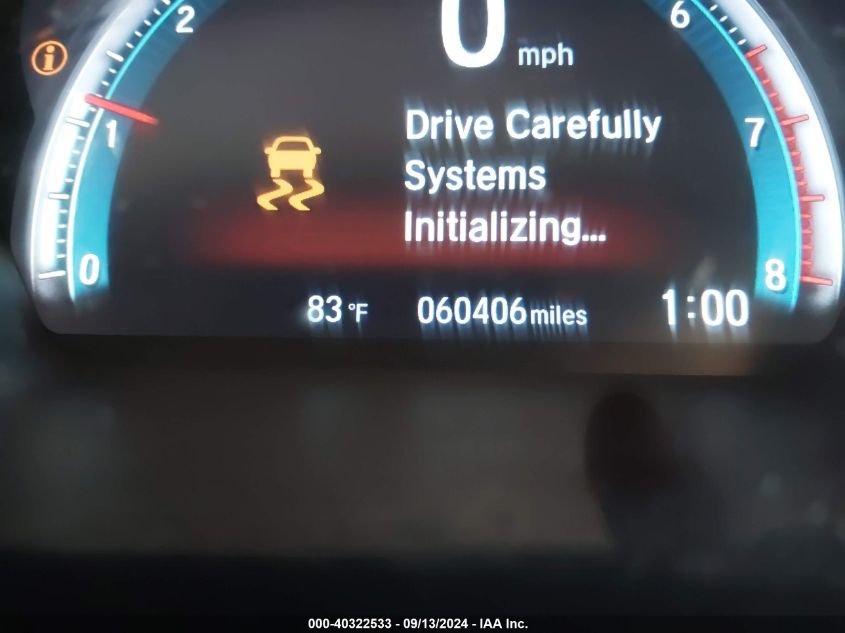 2
6
0 mph
1
Drive Carefully
7
Systems
Initializing...
0
8
83 °F 060406 miles 1:00
000-40322533 - 09/13/2024 - IAA Inc.